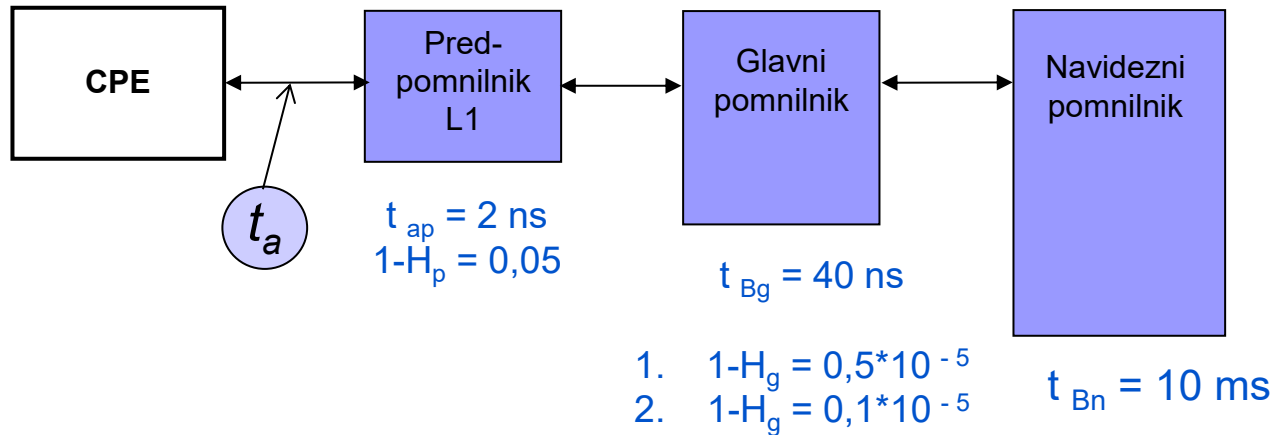 CPE
Pred-
pomnilnik
L1
Glavni
pomnilnik
Navidezni
pomnilnik
t_a
t ap = 2 ns
1-Hp = 0,05
t Bg = 40 ns
1. 1-Hg = 0,5*10 - 5
2. 1-Hg = 0,1*10 - 5
t Bn = 10 ms